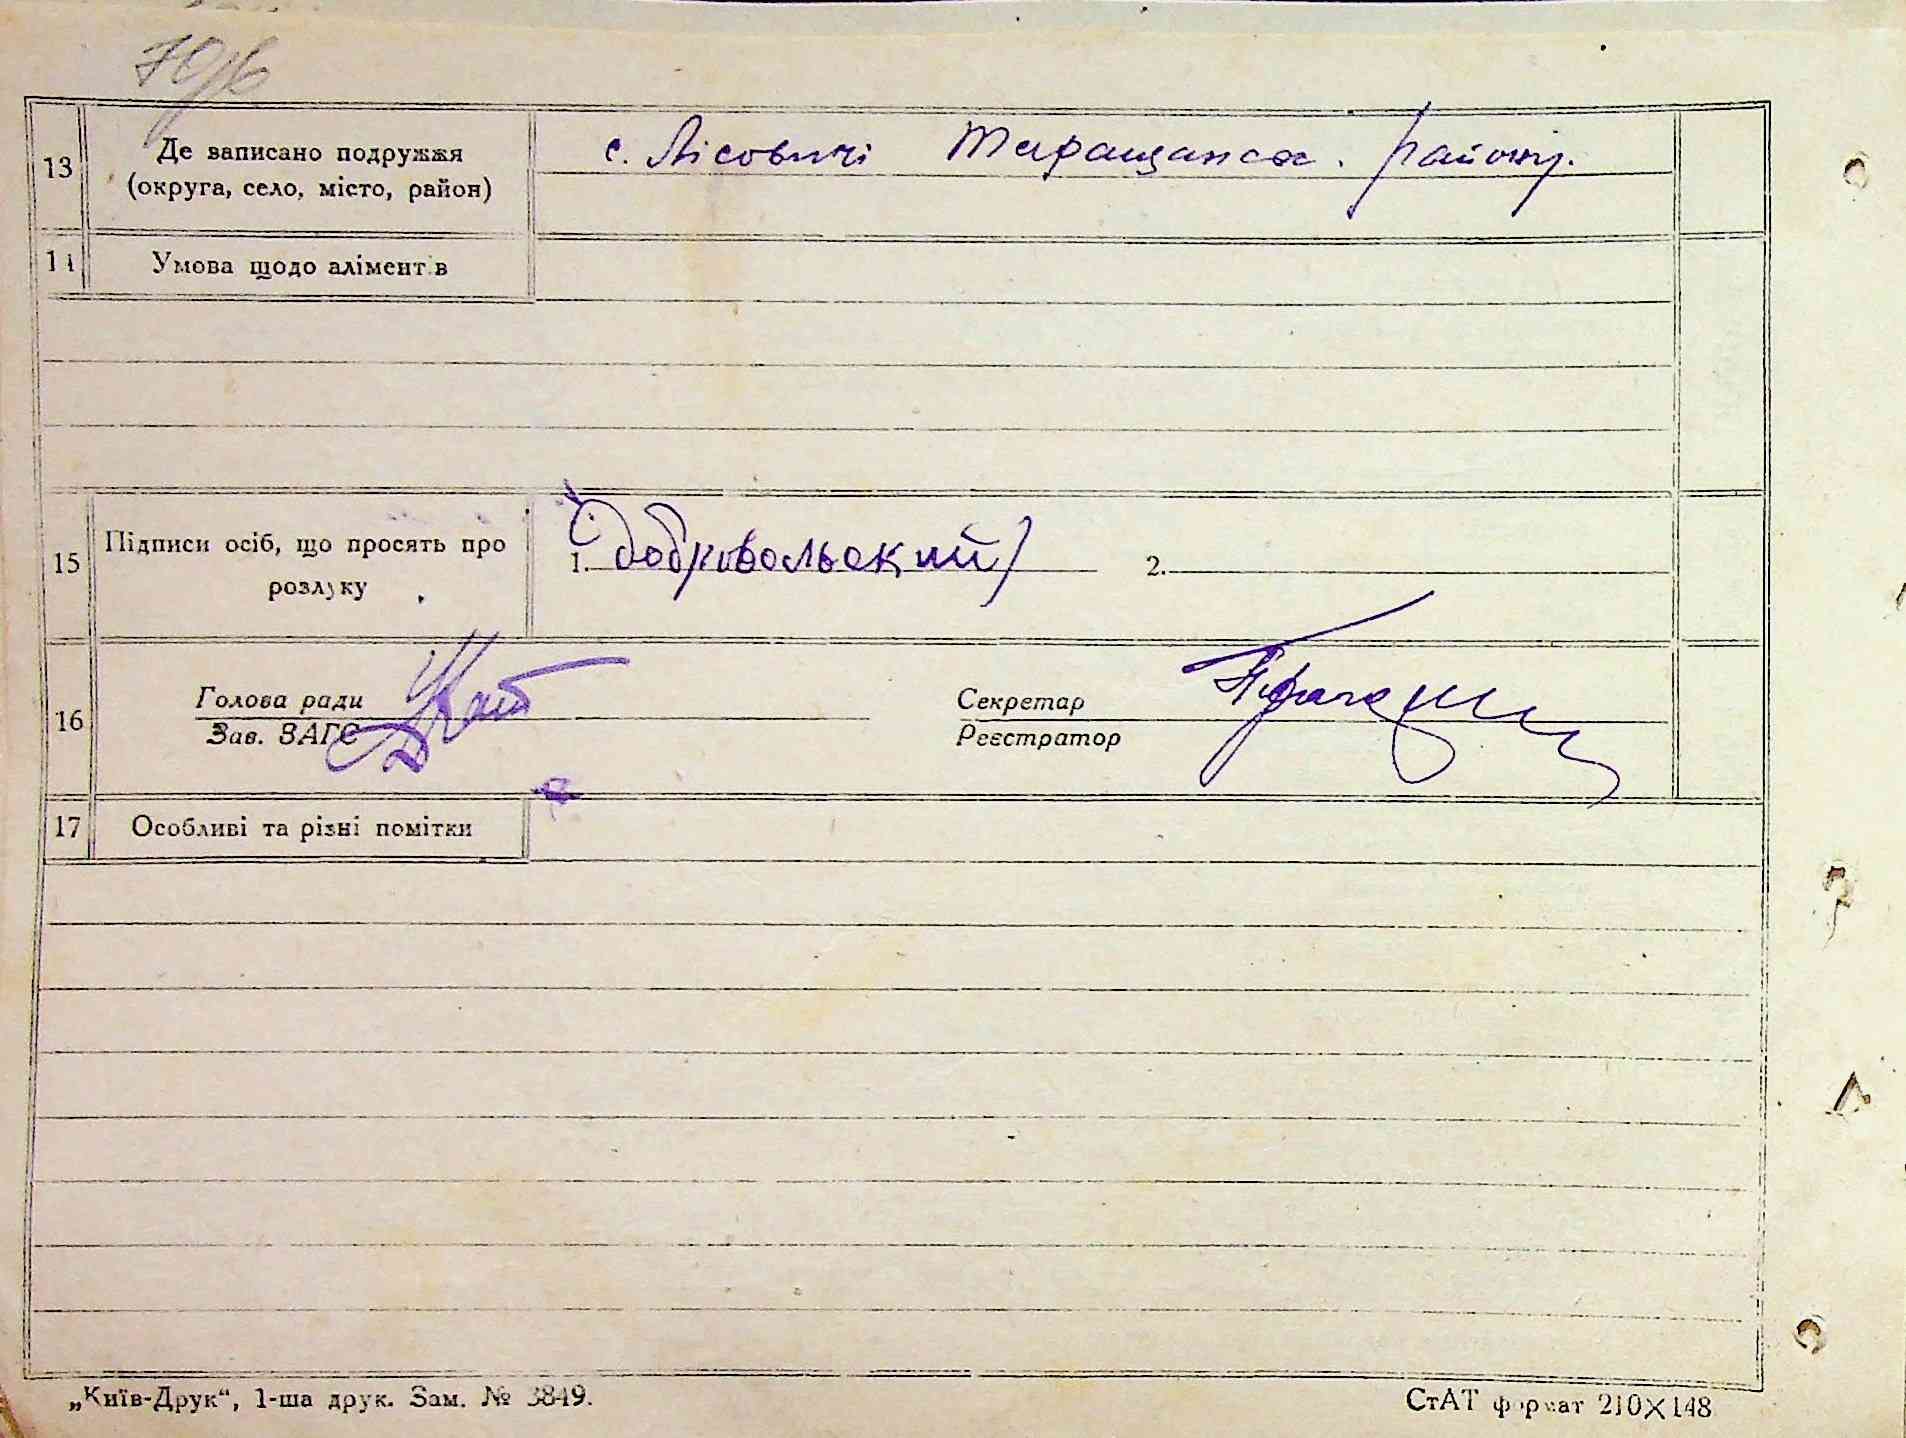 70зв
13 Де записано подружжя с. Лісовичі Таращанськ. району.
(округа, село, місто, район)
14 Умова щодо аліментів
15 Підписи осіб, що просять про 1. Добровольський 2.
розлуку
16 Голова ради Секретар
Зав. ЗАГС Реєстратор
17 Особливі та різні помітки
„Київ-Друк“, 1-ша друк. Зам. № 3849. СтАТ формат 210×148